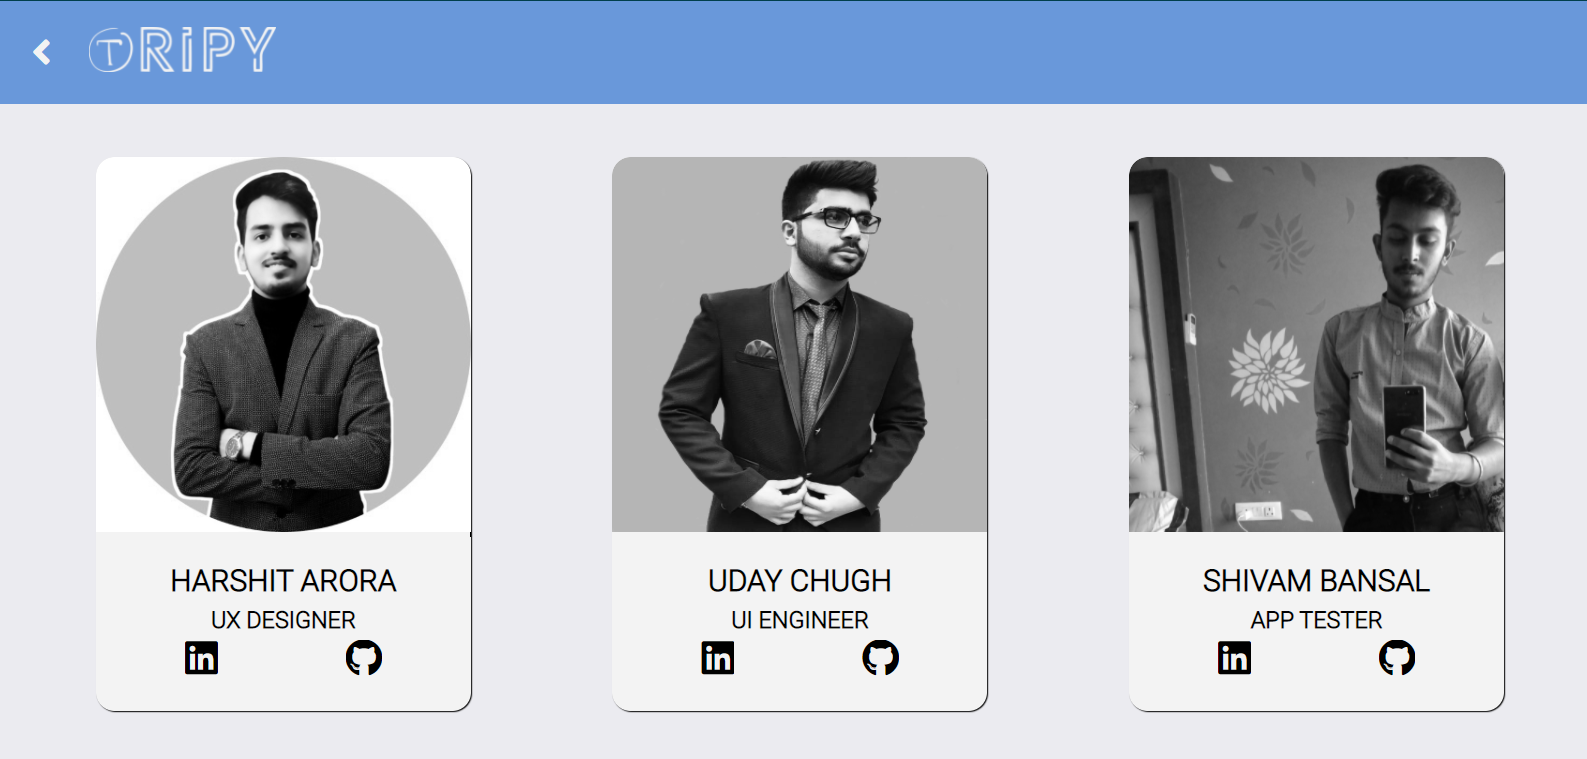 TRiPY
HARSHIT ARORA
UX DESIGNER
in
UDAY CHUGH
UI ENGINEER
in
SHIVAM BANSAL
APP TESTER
in